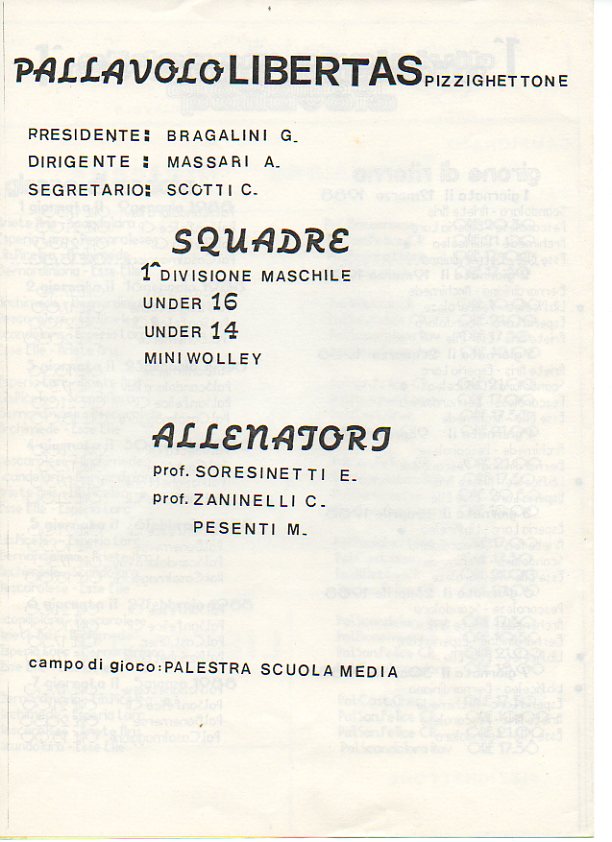 PALLAVOLO LIBERTAS PIZZIGHETTONE
PRESIDENTE: BRAGALINI G.
DIRIGENTE : MASSARI A.
SEGRETARIO: SCOTTI C.
SQUADRE
1^ DIVISIONE MASCHILE
UNDER 16
UNDER 14
MINI WOLLEY
ALLENATORI
prof. SORESINETTI E.
prof. ZANINELLI C.
PESENTI M.
campo di gioco: PALESTRA SCUOLA MEDIA